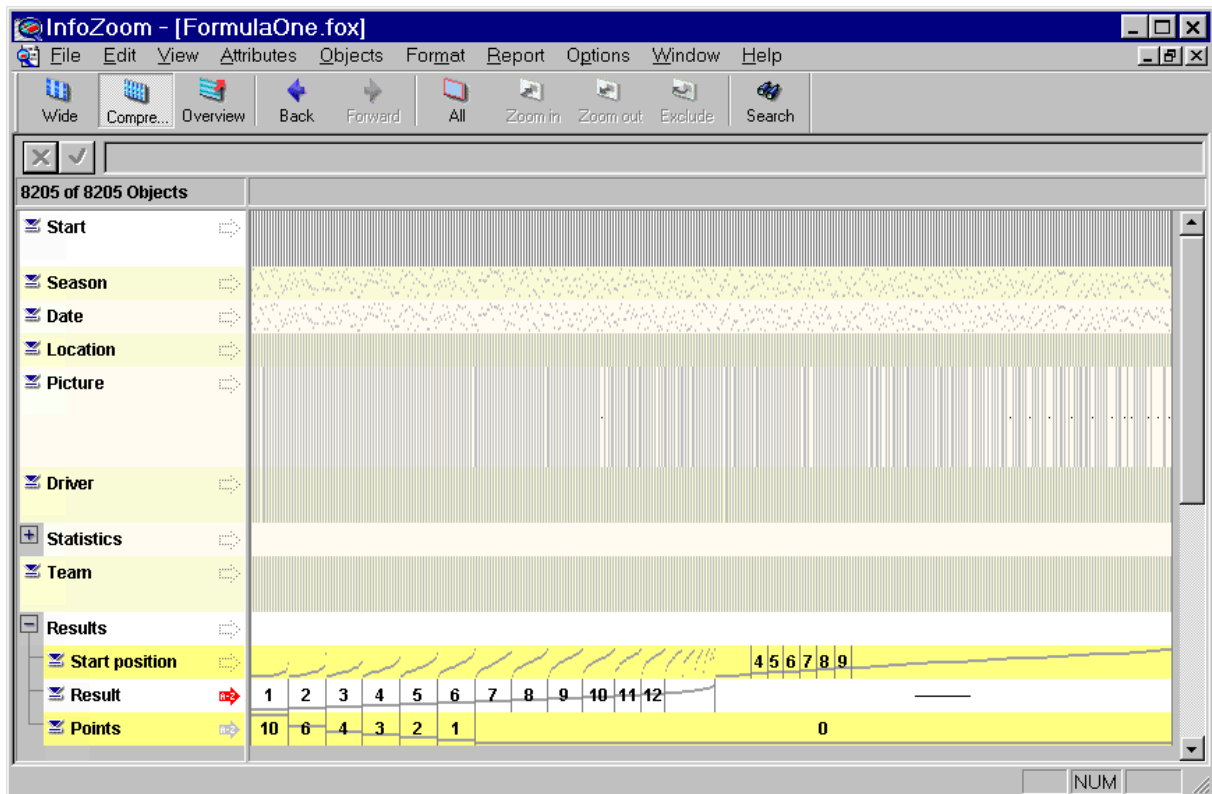 InfoZoom - [FormulaOne.fox]
File Edit View Attributes Objects Format Report Options Window Help
Wide Compre... Overview Back Forward All Zoom in Zoom out Exclude Search
8205 of 8205 Objects
Start
Season
Date
Location
Picture
Driver
Statistics
Team
Results
Start position 4 5 6 7 8 9
Result 1 2 3 4 5 6 7 8 9 10 11 12
Points 10 6 4 3 2 1 0
NUM